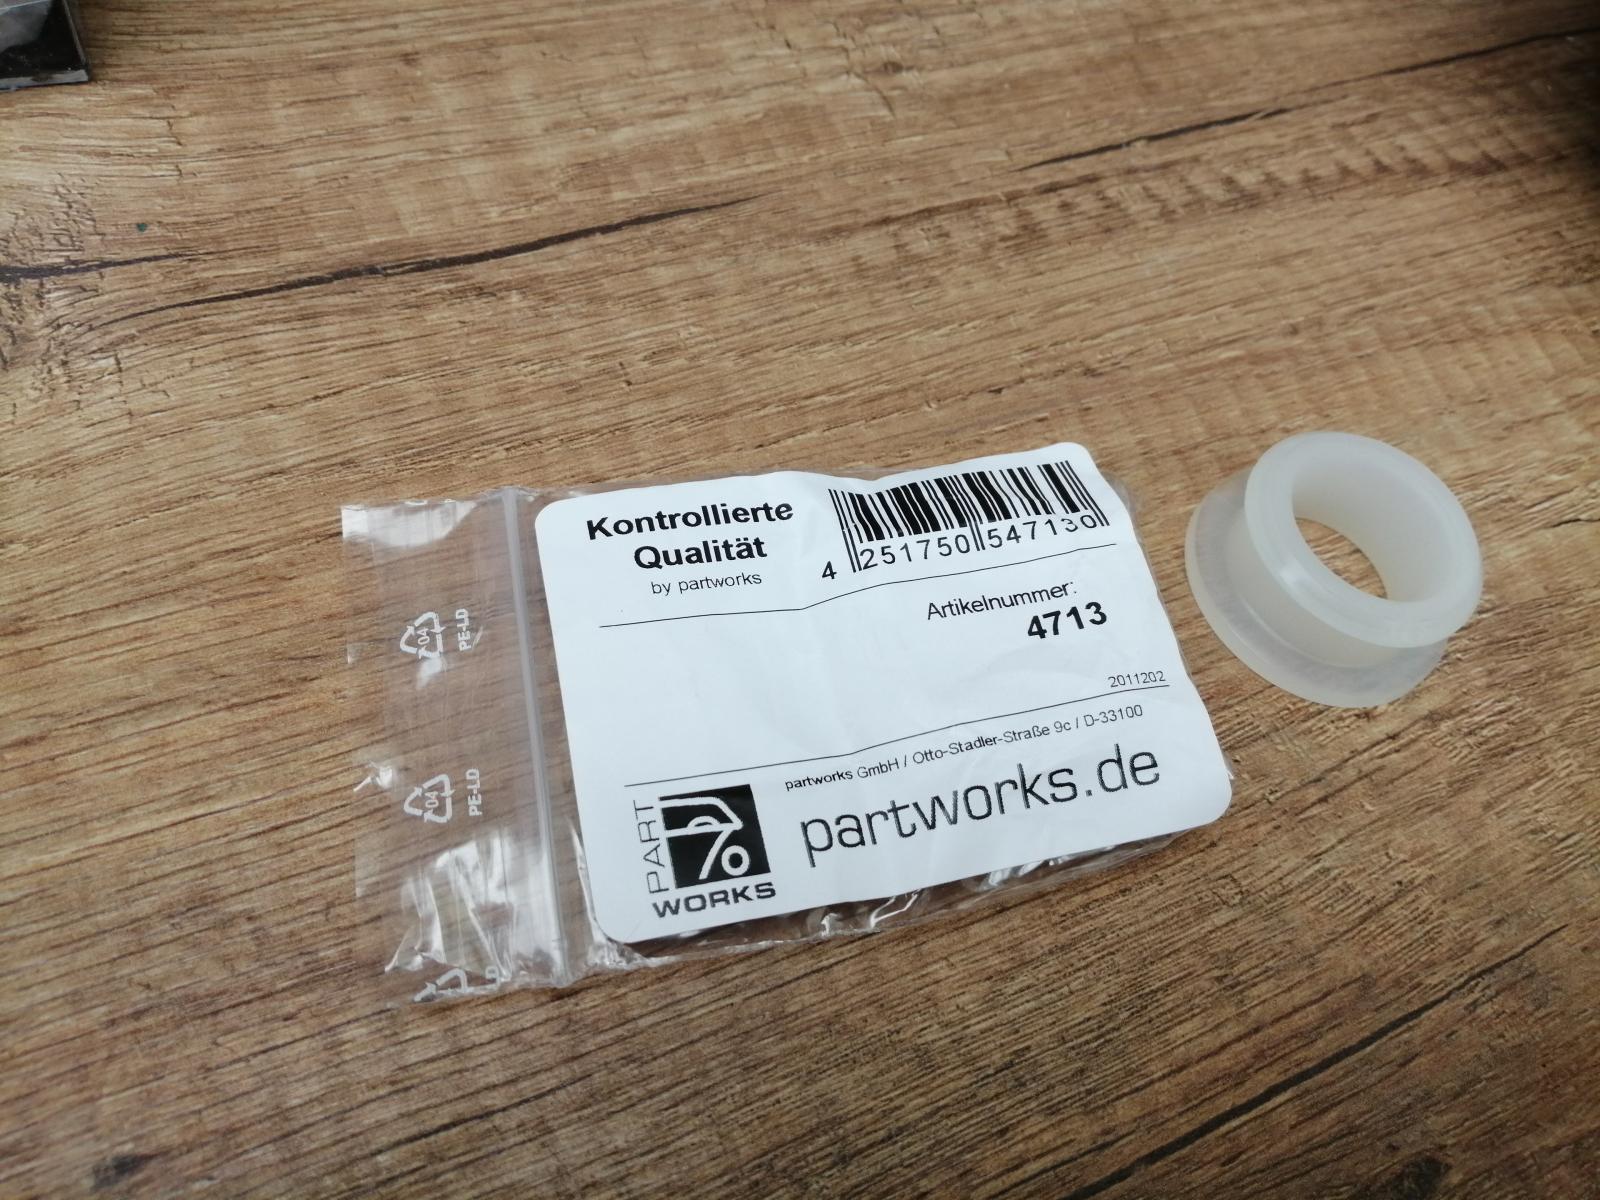 Kontrollierte
Qualität
by partworks
4 251750 547130
Artikelnummer:
4713
2011202
partworks GmbH / Otto-Stadler-Straße 9c / D-33100
partworks.de
PART
WORKS
04
PE-LD
04
PE-LD